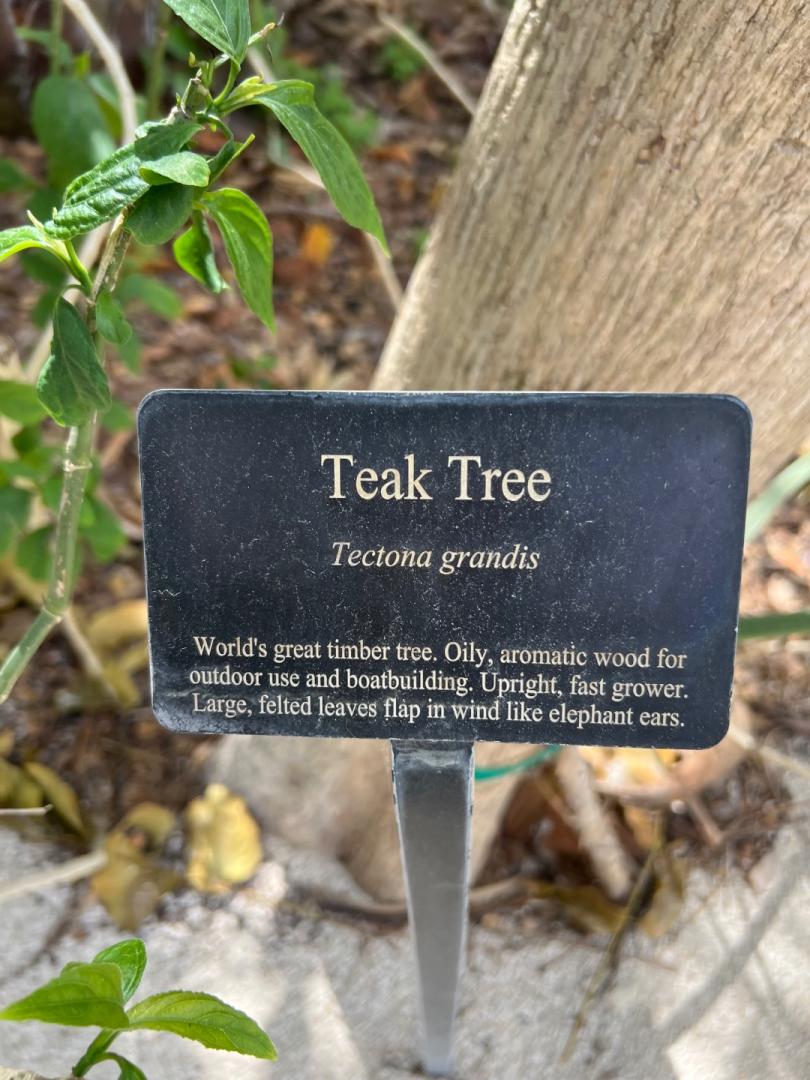 Teak Tree
Tectona grandis
World's great timber tree. Oily, aromatic wood for
outdoor use and boatbuilding. Upright, fast grower.
Large, felted leaves flap in wind like elephant ears.